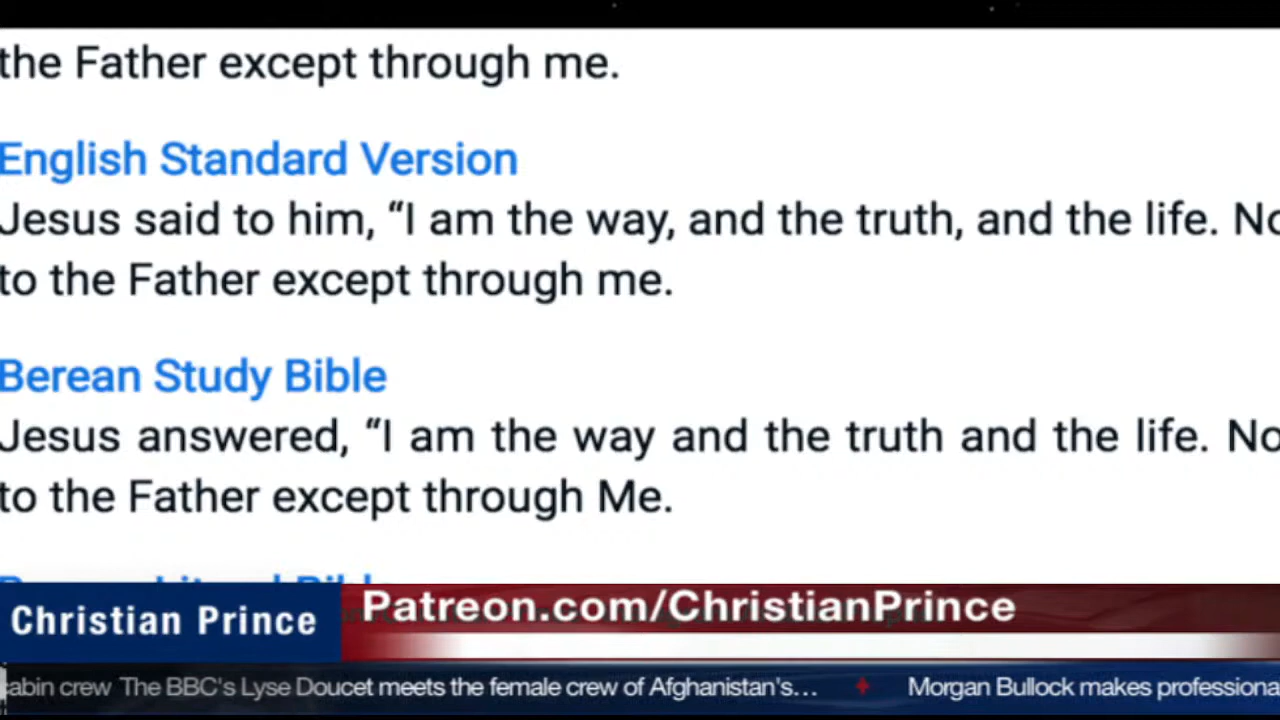 the Father except through me.
English Standard Version
Jesus said to him, “I am the way, and the truth, and the life. No
to the Father except through me.
Berean Study Bible
Jesus answered, “I am the way and the truth and the life. No
to the Father except through Me.
Christian Prince
Patreon.com/ChristianPrince
cabin crew The BBC's Lyse Doucet meets the female crew of Afghanistan's... Morgan Bullock makes professiona